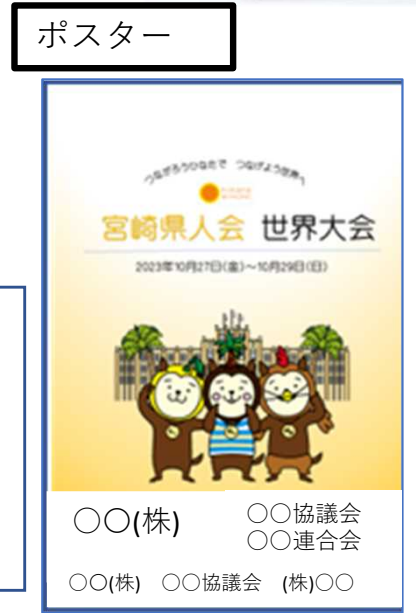 ポスター
つながろうひなたで つなげよう世界へ
宮崎県人会 世界大会
2023年10月27日(金)～10月29日(日)
○○(株)
○○協議会
○○連合会
○○(株) ○○協議会 (株)○○